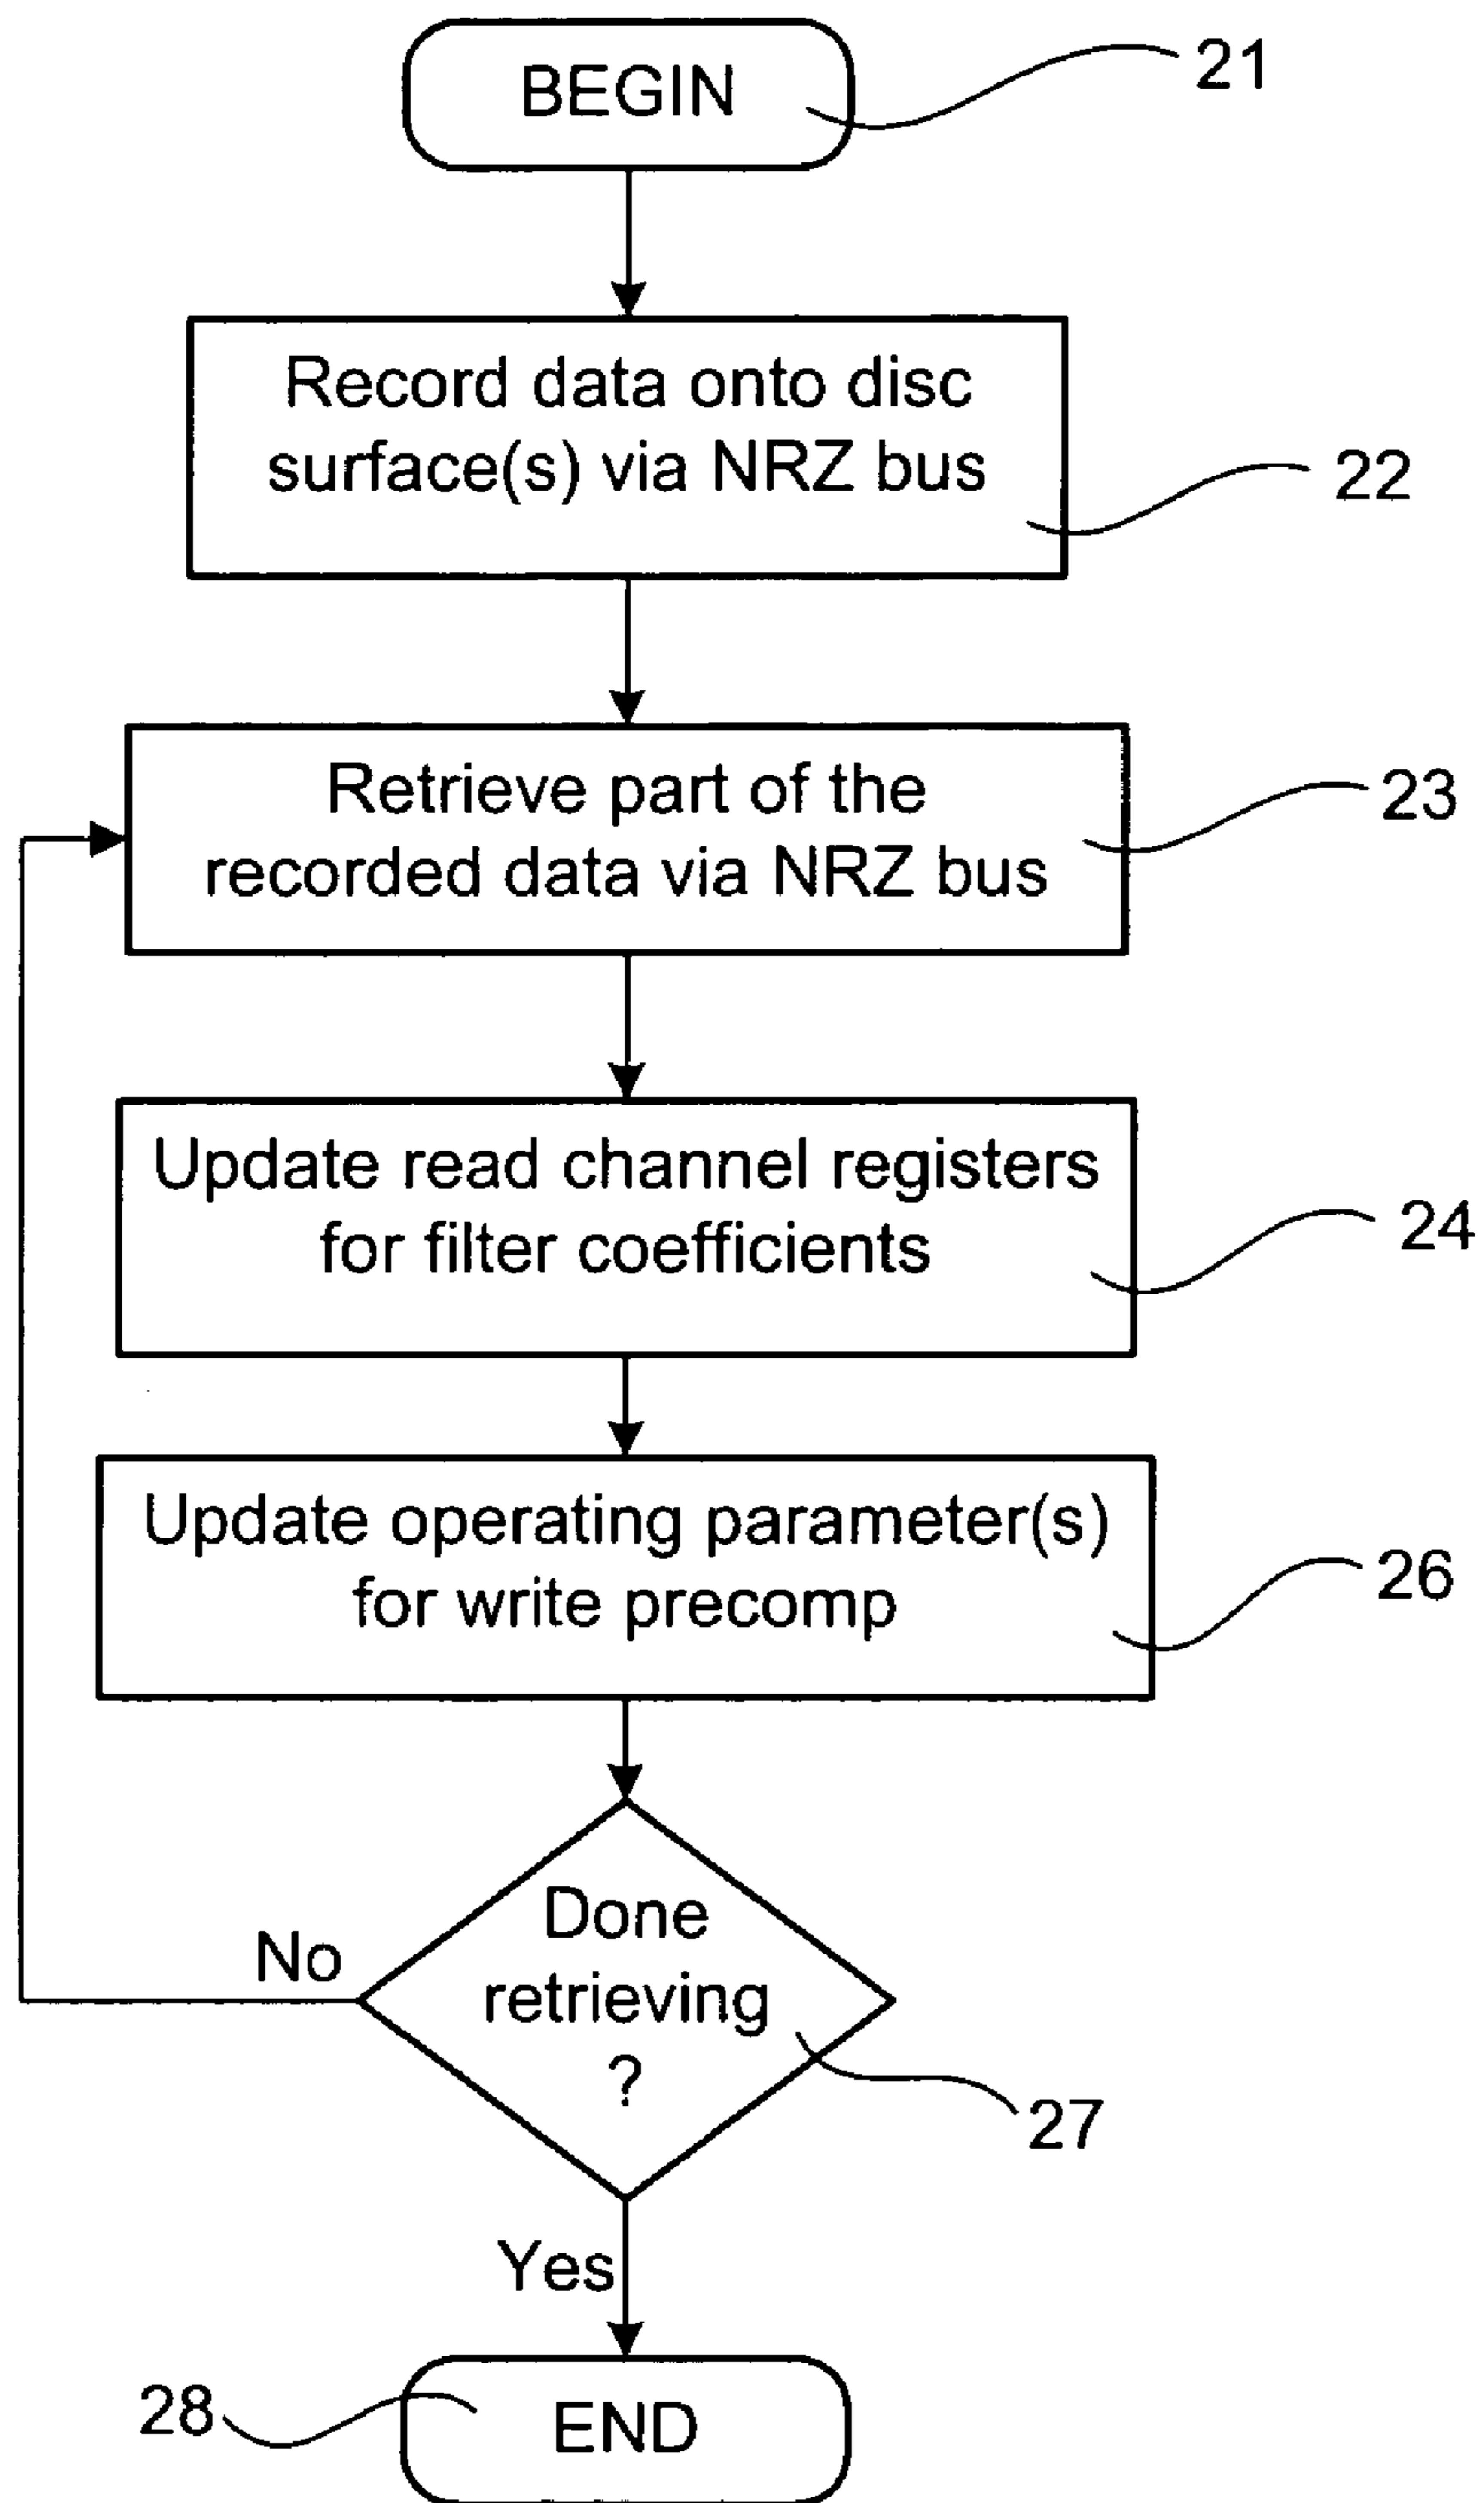 BEGIN
21
Record data onto disc
surface(s) via NRZ bus
22
Retrieve part of the
recorded data via NRZ bus
23
Update read channel registers
for filter coefficients
24
Update operating parameter(s)
for write precomp
26
Done
retrieving
?
No
27
Yes
28
END